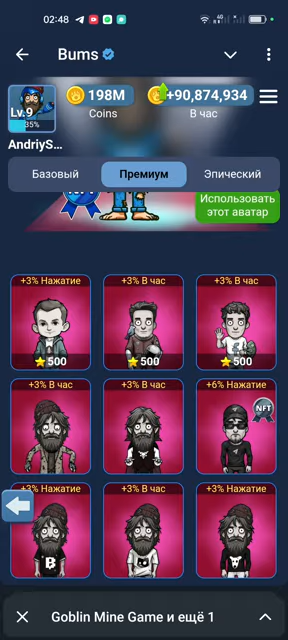 02:48
Bums
Lv.9
35%
AndriyS...
198M
Coins
+90,874,934
В час
Базовый
Премиум
Эпический
NFT
Использовать
этот аватар
+3% Нажатие
+3% В час
+3% В час
500
500
500
+3% В час
+3% В час
+6% Нажатие
NFT
+3% Нажатие
+3% В час
+3% Нажатие
B
Goblin Mine Game и ещё 1